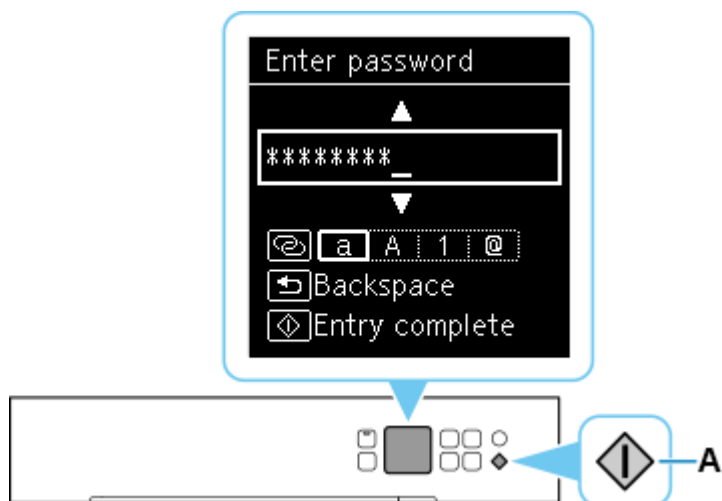 Enter password
********_
a A 1 @
Backspace
Entry complete
A